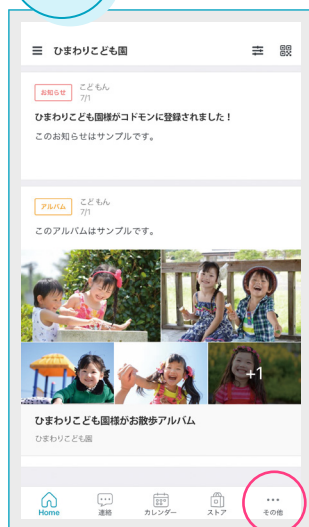 ひまわりこども園
お知らせ
こどもん
7/1
ひまわりこども園様がコドモンに登録されました！
このお知らせはサンプルです。
アルバム
こどもん
7/1
このアルバムはサンプルです。
+1
ひまわりこども園様がお散歩アルバム
ひまわりこども園
Home
連絡
カレンダー
ストア
その他